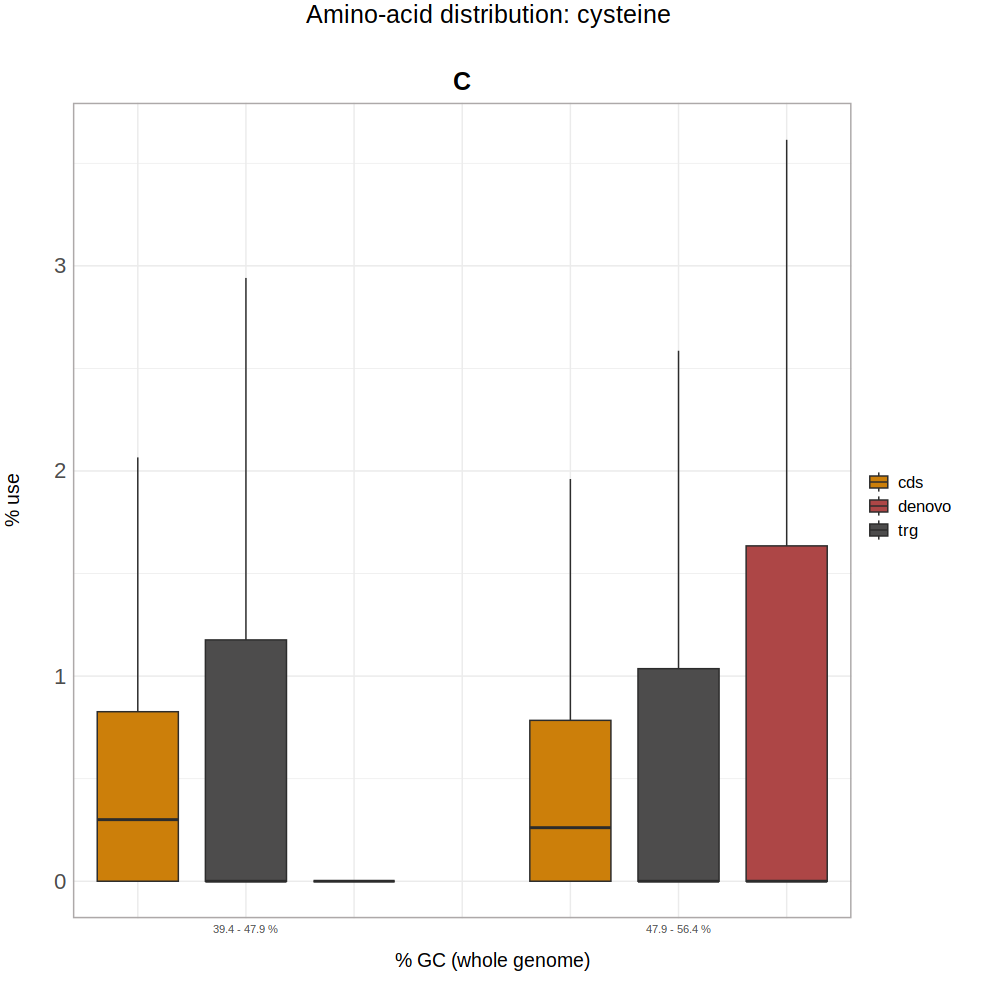 Amino-acid distribution: cysteine
C
% use
3
2
1
0
39.4 - 47.9 %
47.9 - 56.4 %
% GC (whole genome)
cds
denovo
trg